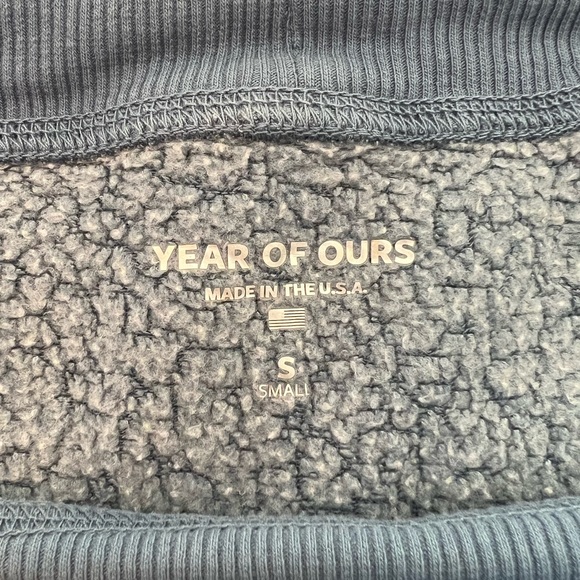 YEAR OF OURS
MADE IN THE U.S.A.
S
SMALL